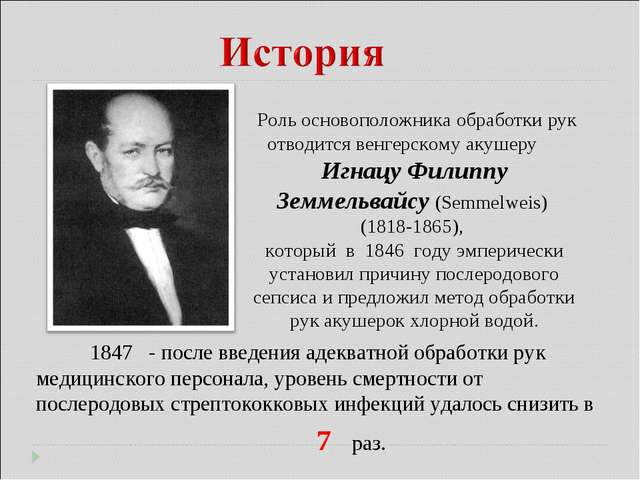 История
Роль основоположника обработки рук
отводится венгерскому акушеру
Игнацу Филиппу
Земмельвайсу (Semmelweis)
(1818-1865),
который в 1846 году эмперически
установил причину послеродового
сепсиса и предложил метод обработки
рук акушерок хлорной водой.
1847 - после введения адекватной обработки рук
медицинского персонала, уровень смертности от
послеродовых стрептококковых инфекций удалось снизить в
7 раз.